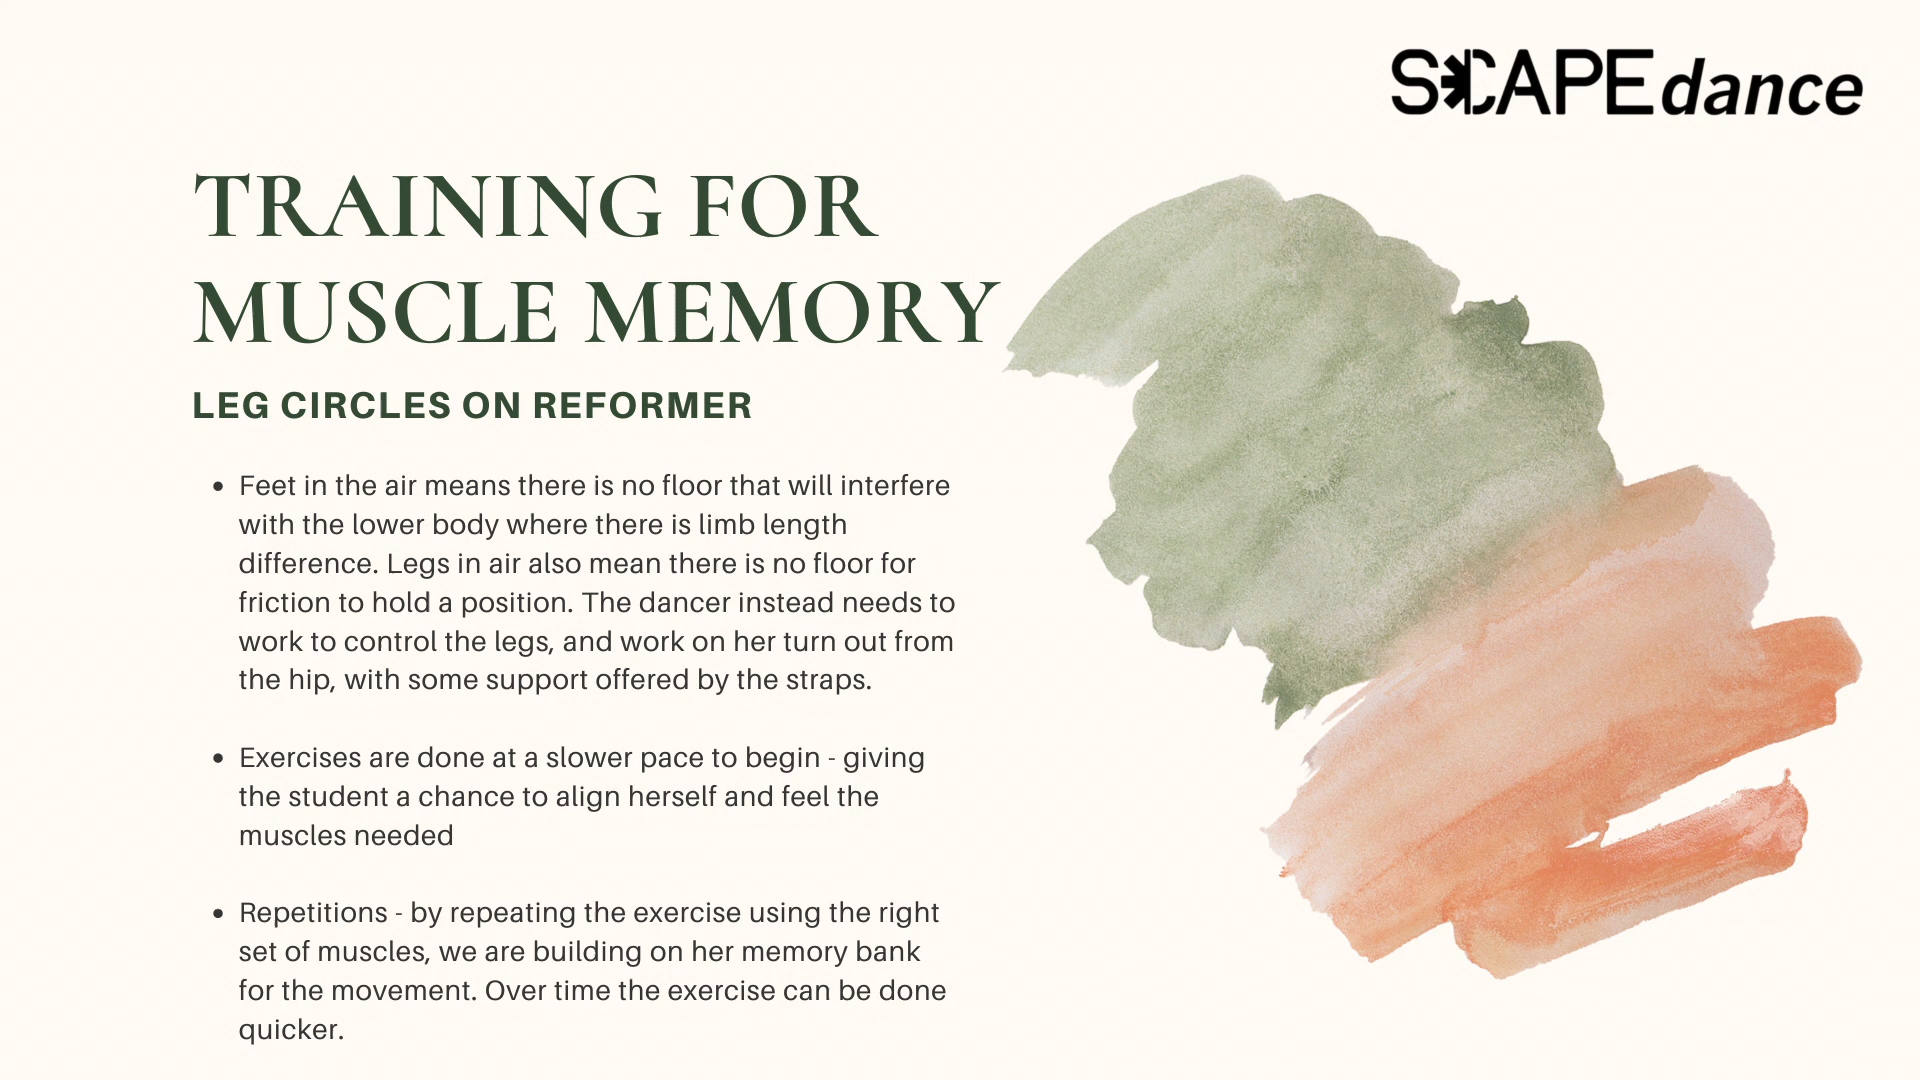 SCAPE dance
TRAINING FOR
MUSCLE MEMORY
LEG CIRCLES ON REFORMER
• Feet in the air means there is no floor that will interfere
with the lower body where there is limb length
difference. Legs in air also mean there is no floor for
friction to hold a position. The dancer instead needs to
work to control the legs, and work on her turn out from
the hip, with some support offered by the straps.
• Exercises are done at a slower pace to begin - giving
the student a chance to align herself and feel the
muscles needed
• Repetitions - by repeating the exercise using the right
set of muscles, we are building on her memory bank
for the movement. Over time the exercise can be done
quicker.